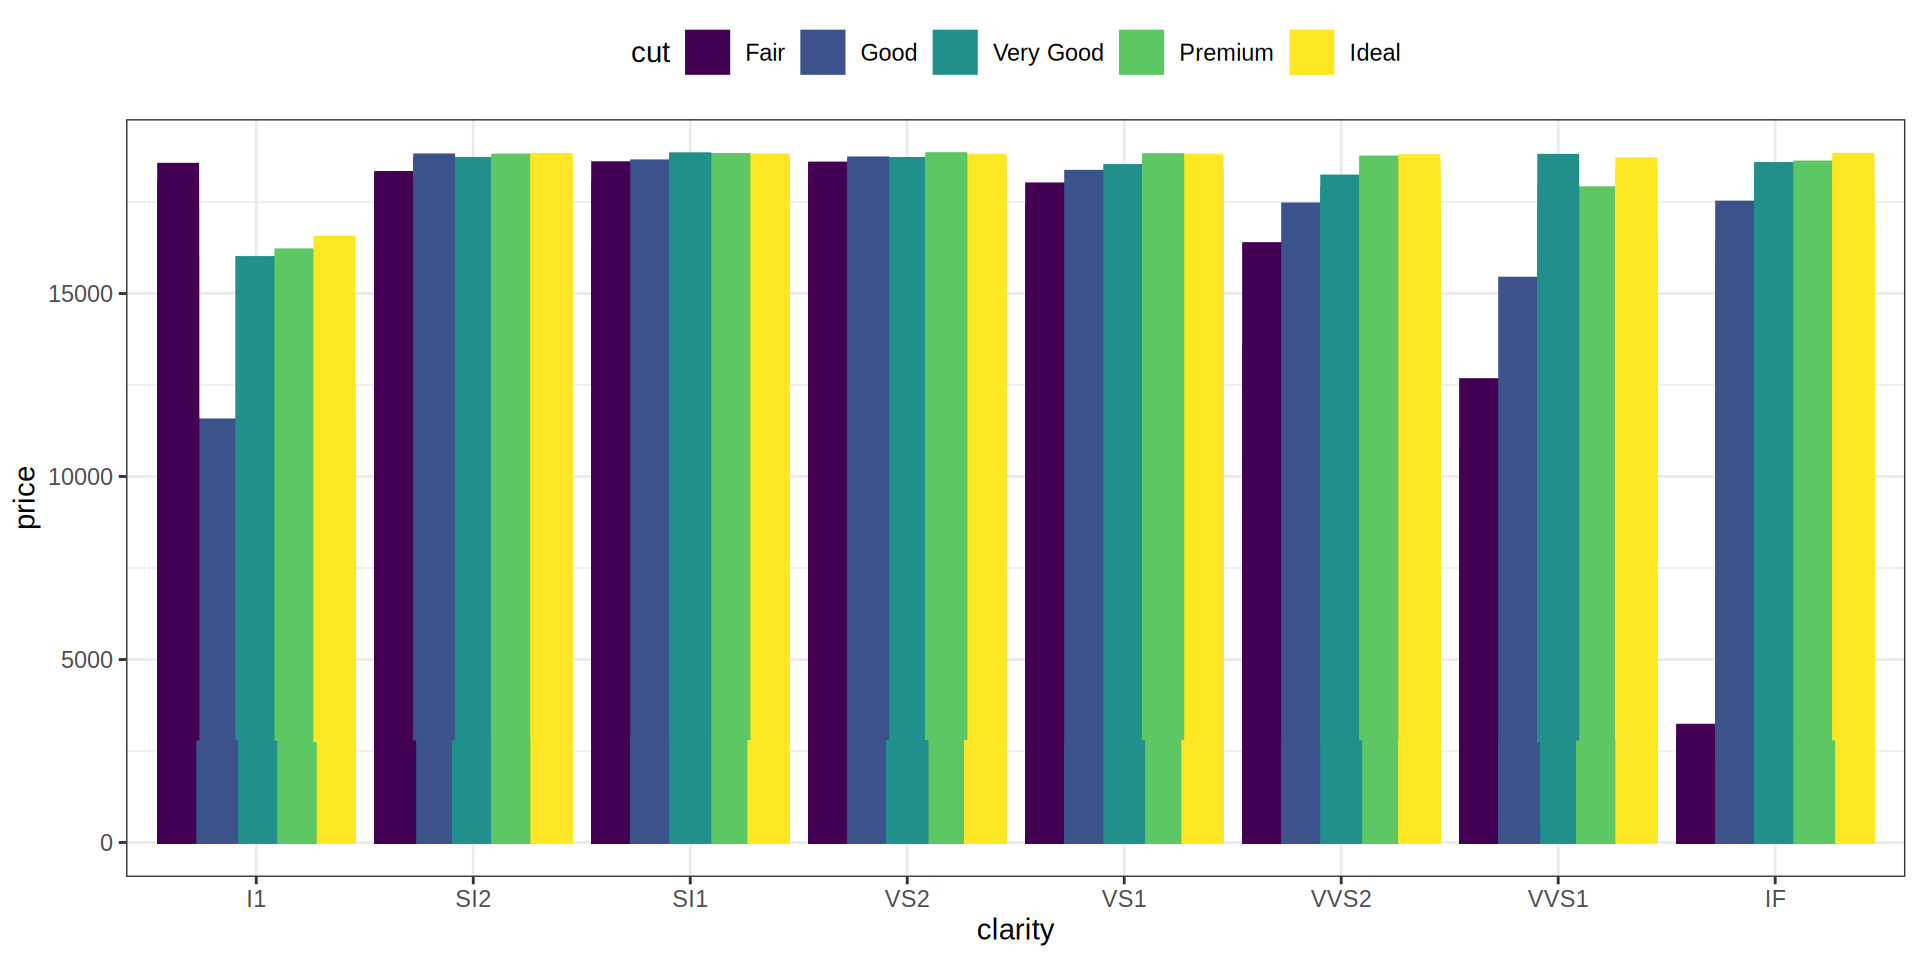 cut Fair Good Very Good Premium Ideal
15000
10000
5000
0
price
I1 SI2 SI1 VS2 VS1 VVS2 VVS1 IF
clarity